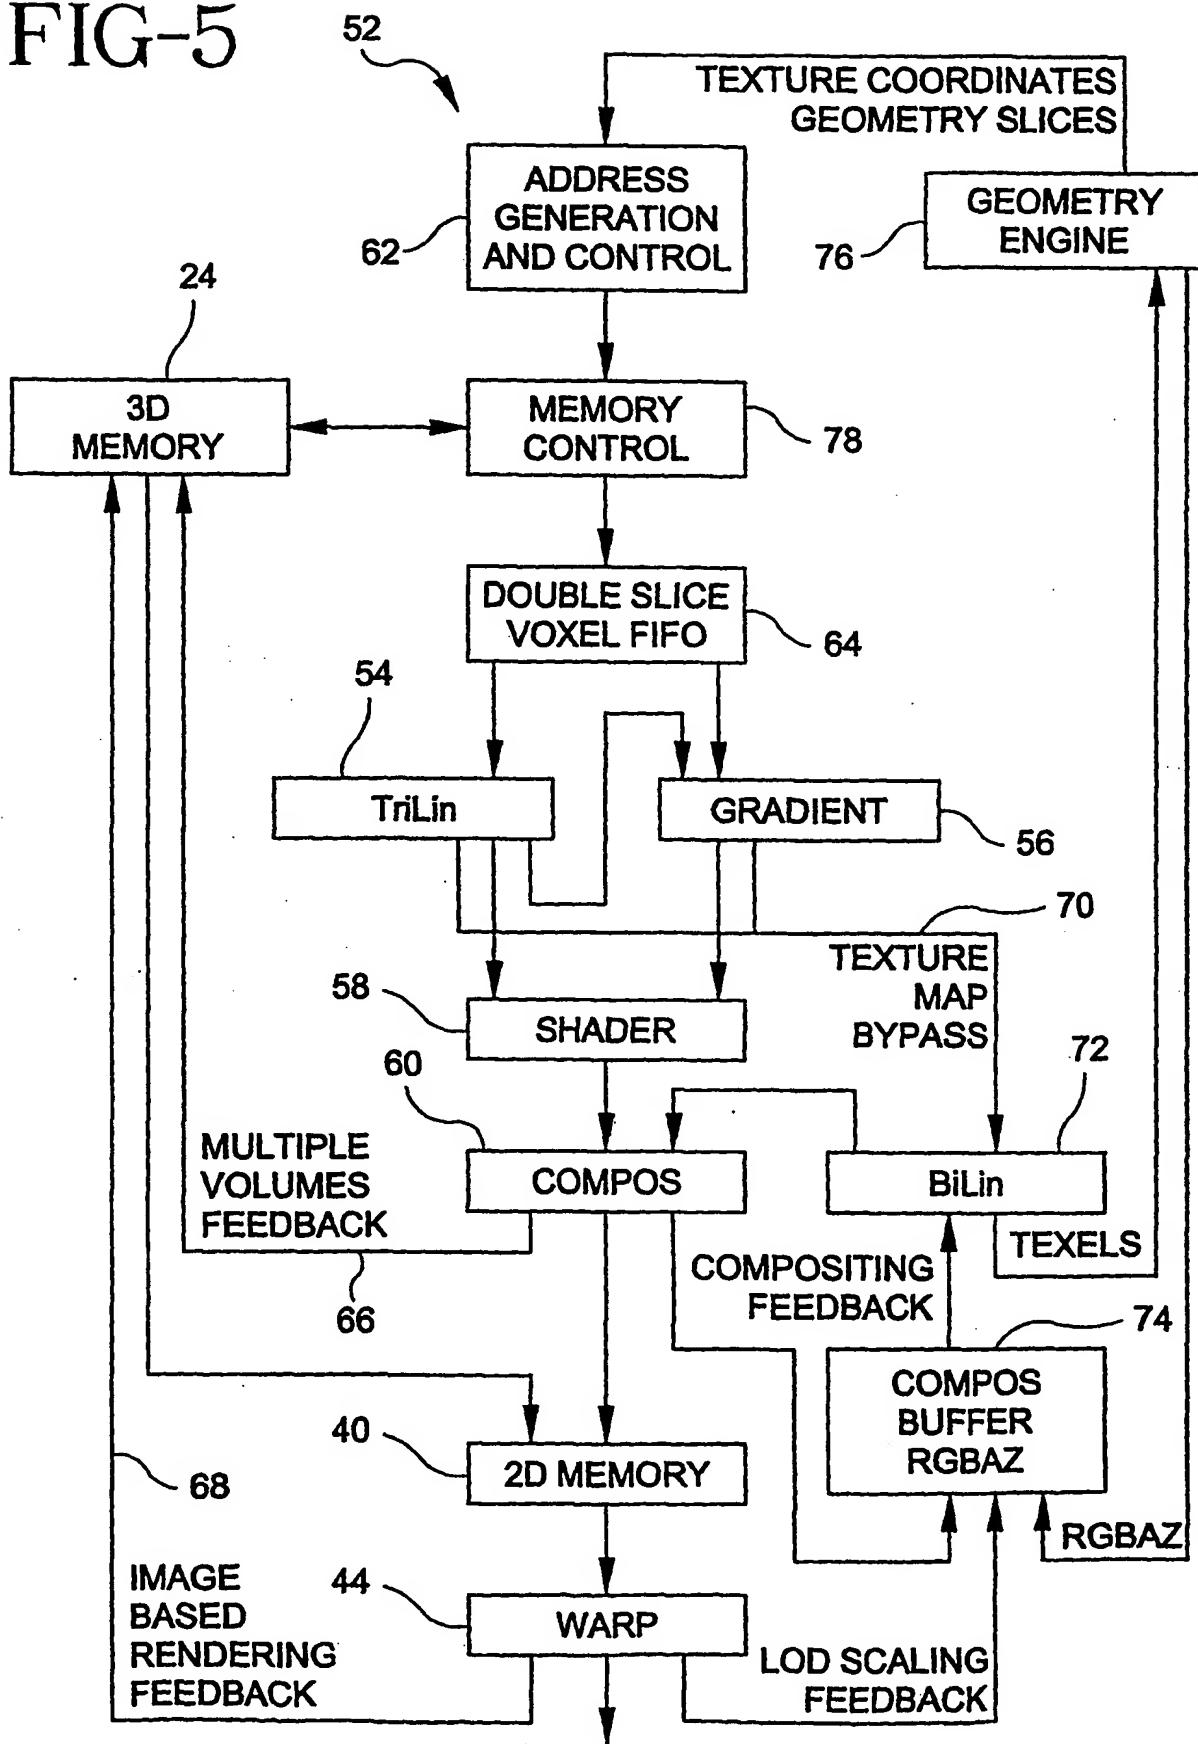 FIG-5
52
TEXTURE COORDINATES
GEOMETRY SLICES
ADDRESS
GENERATION
AND CONTROL
62
GEOMETRY
ENGINE
76
24
3D
MEMORY
MEMORY
CONTROL
78
DOUBLE SLICE
VOXEL FIFO
64
54
TriLin
GRADIENT
56
70
TEXTURE
MAP
BYPASS
58
SHADER
60
72
MULTIPLE
VOLUMES
FEEDBACK
COMPOS
BiLin
TEXELS
66
COMPOSITING
FEEDBACK
74
COMPOS
BUFFER
RGBAZ
40
2D MEMORY
68
RGBAZ
IMAGE
BASED
RENDERING
FEEDBACK
44
WARP
LOD SCALING
FEEDBACK